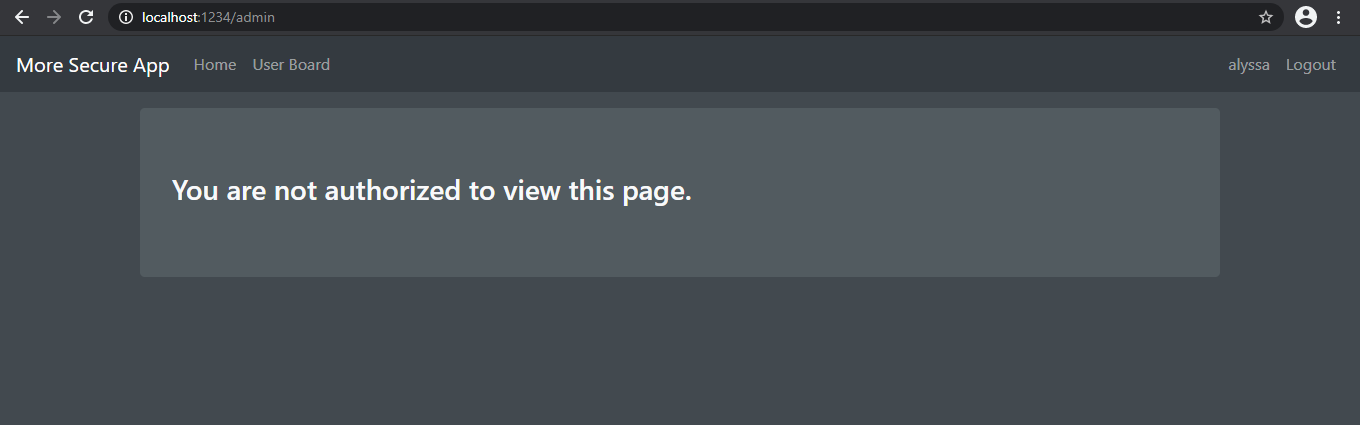 localhost:1234/admin
More Secure App Home User Board alyssa Logout
You are not authorized to view this page.